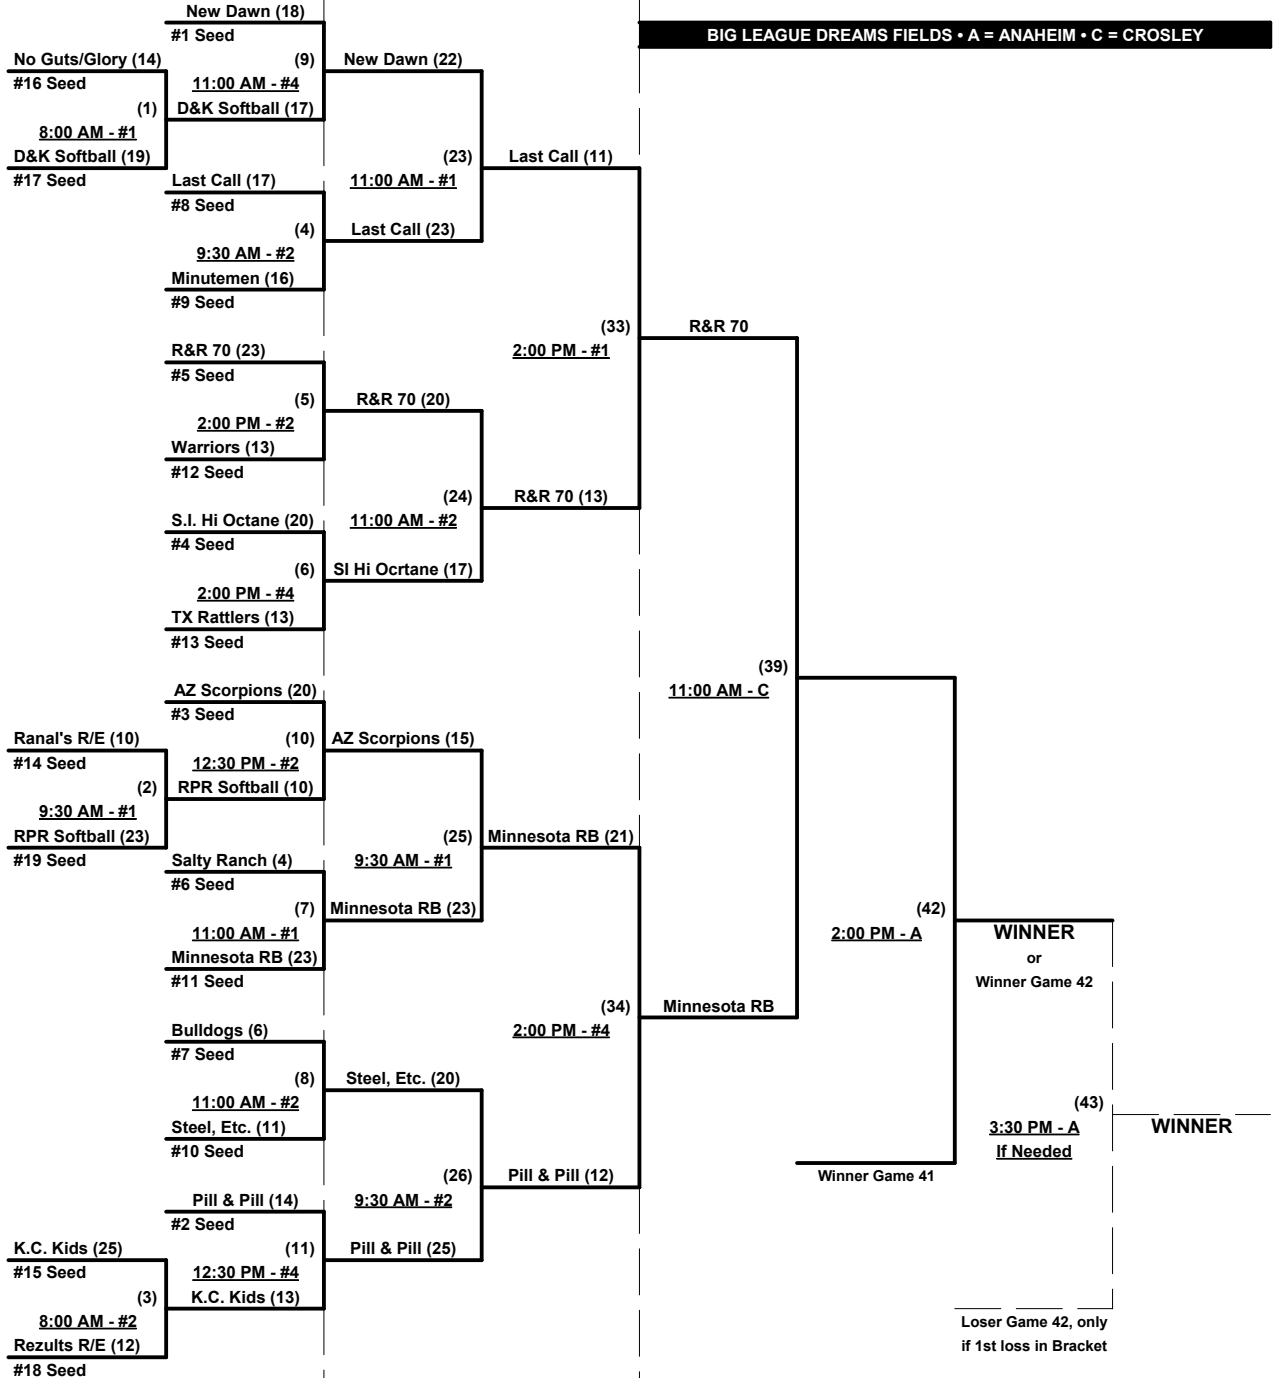 New Dawn (18)
#1 Seed
BIG LEAGUE DREAMS FIELDS • A = ANAHEIM • C = CROSLEY
No Guts/Glory (14)
(9)
New Dawn (22)
#16 Seed
11:00 AM - #4
(1)
D&K Softball (17)
8:00 AM - #1
D&K Softball (19)
(23)
Last Call (11)
#17 Seed
Last Call (17)
11:00 AM - #1
#8 Seed
(4)
Last Call (23)
9:30 AM - #2
Minutemen (16)
#9 Seed
(33)
R&R 70
R&R 70 (23)
2:00 PM - #1
#5 Seed
(5)
R&R 70 (20)
2:00 PM - #2
Warriors (13)
#12 Seed
(24)
R&R 70 (13)
S.I. Hi Octane (20)
11:00 AM - #2
#4 Seed
(6)
SI Hi Ocrtane (17)
2:00 PM - #4
TX Rattlers (13)
#13 Seed
(39)
AZ Scorpions (20)
11:00 AM - C
#3 Seed
Ranal's R/E (10)
(10)
AZ Scorpions (15)
#14 Seed
12:30 PM - #2
(2)
RPR Softball (10)
9:30 AM - #1
RPR Softball (23)
(25)
Minnesota RB (21)
#19 Seed
Salty Ranch (4)
9:30 AM - #1
#6 Seed
(7)
Minnesota RB (23)
(42)
11:00 AM - #1
2:00 PM - A
WINNER
Minnesota RB (23)
or
#11 Seed
Winner Game 42
(34)
Minnesota RB
Bulldogs (6)
2:00 PM - #4
#7 Seed
(8)
Steel, Etc. (20)
11:00 AM - #2
(43)
Steel, Etc. (11)
3:30 PM - A
WINNER
#10 Seed
If Needed
(26)
Pill & Pill (12)
Winner Game 41
Pill & Pill (14)
9:30 AM - #2
#2 Seed
K.C. Kids (25)
(11)
Pill & Pill (25)
#15 Seed
12:30 PM - #4
(3)
K.C. Kids (13)
8:00 AM - #2
Loser Game 42, only
Rezults R/E (12)
if 1st loss in Bracket
#18 Seed